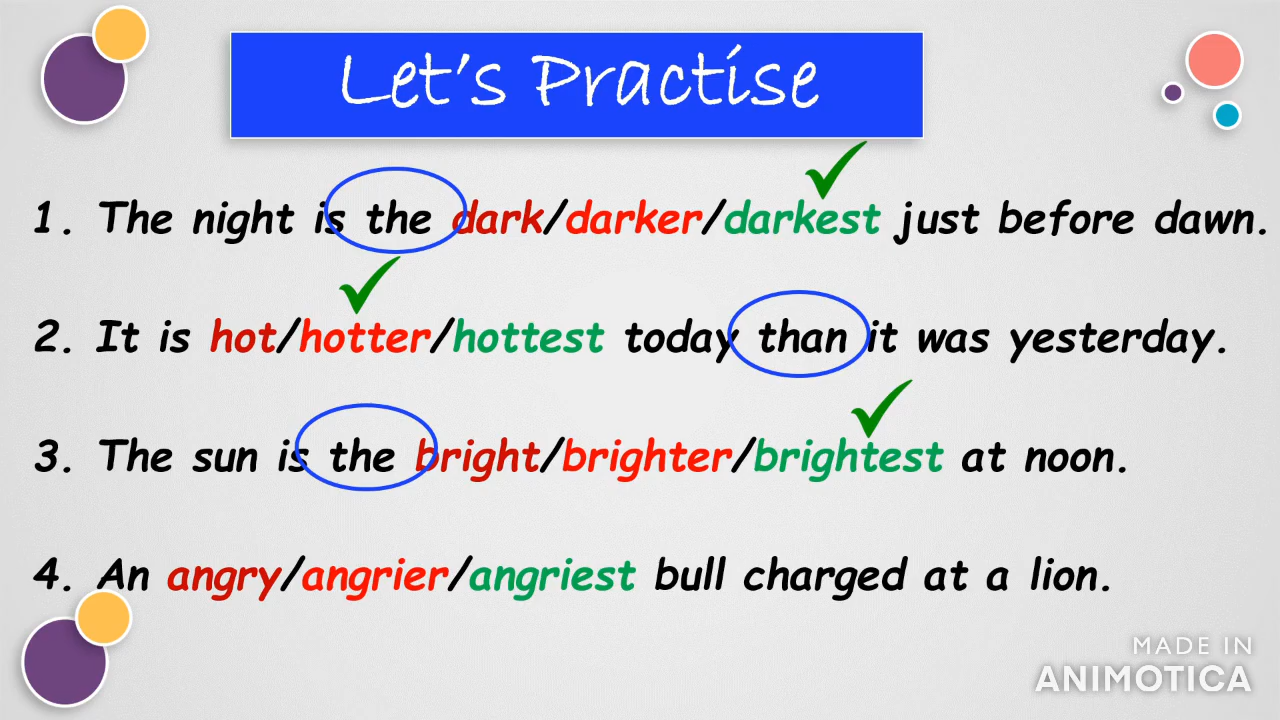 Let's Practise
1. The night is the dark/darker/darkest just before dawn.
2. It is hot/hotter/hottest today than it was yesterday.
3. The sun is the bright/brighter/brightest at noon.
4. An angry/angrier/angriest bull charged at a lion.
MADE IN
ANIMOTICA